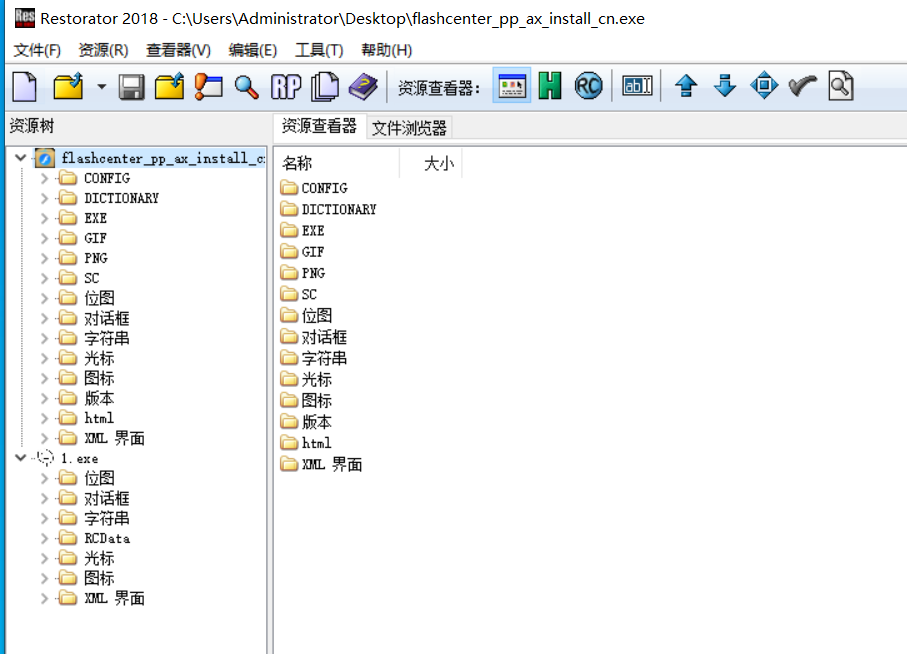 Restorator 2018 - C:\Users\Administrator\Desktop\flashcenter_pp_ax_install_cn.exe
文件(F) 资源(R) 查看器(V) 编辑(E) 工具(T) 帮助(H)
RP 资源查看器: H RC ab
资源树
资源查看器 文件浏览器
flashcenter_pp_ax_install_c
CONFIG
DICTIONARY
EXE
GIF
PNG
SC
位图
对话框
字符串
光标
图标
版本
html
XML 界面
1.exe
位图
对话框
字符串
RCData
光标
图标
XML 界面
名称 大小
CONFIG
DICTIONARY
EXE
GIF
PNG
SC
位图
对话框
字符串
光标
图标
版本
html
XML 界面